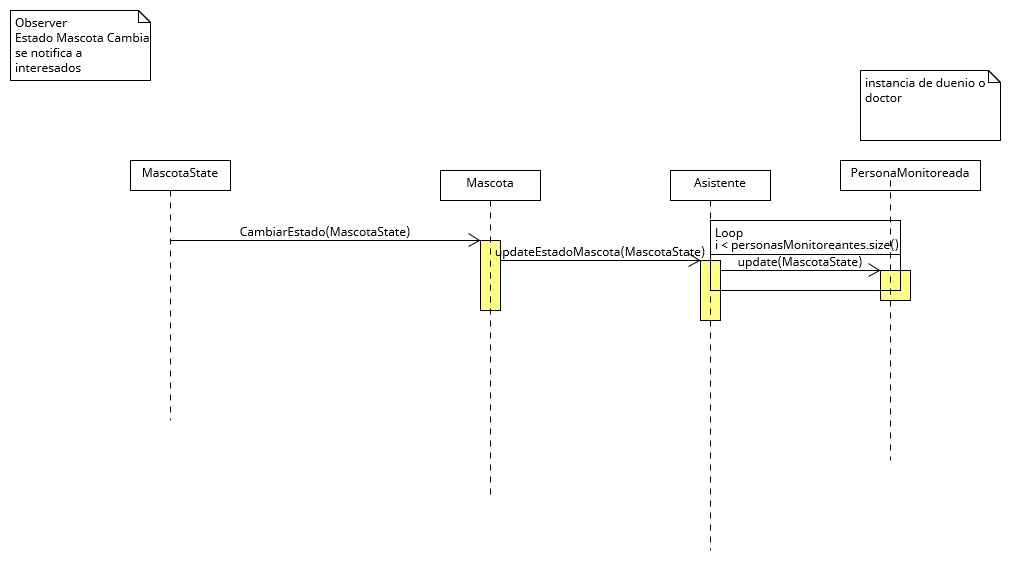 Observer
Estado Mascota Cambia
se notifica a
interesados
instancia de duenio o
doctor
MascotaState
Mascota
Asistente
PersonaMonitoreada
CambiarEstado(MascotaState)
updateEstadoMascota(MascotaState)
Loop
i < personasMonitoreantes.size()
update(MascotaState)